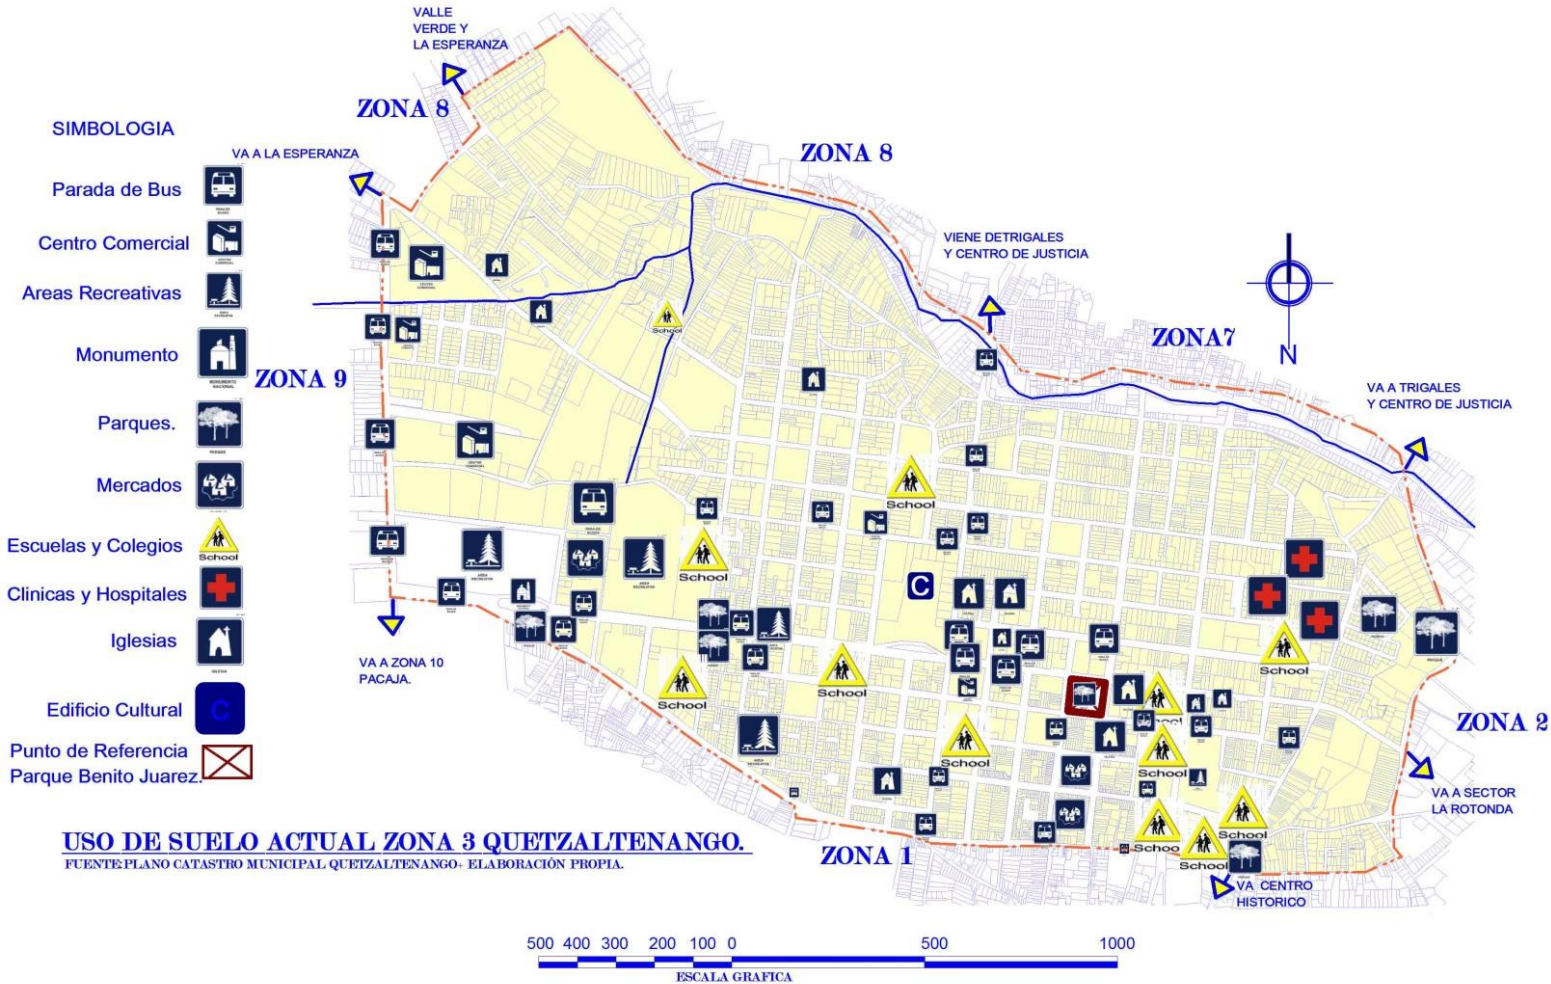 VALLE
VERDE Y
LA ESPERANZA
ZONA 8
SIMBOLOGIA
VA A LA ESPERANZA
ZONA 8
Parada de Bus
Centro Comercial
Areas Recreativas
Monumento
MONUMENTO
NACIONAL
ZONA 9
Parques.
Mercados
Escuelas y Colegios
School
Clinicas y Hospitales
Iglesias
Edificio Cultural
C
Punto de Referencia
Parque Benito Juarez.
VIENE DETRIGALES
Y CENTRO DE JUSTICIA
N
ZONA7
VA A TRIGALES
Y CENTRO DE JUSTICIA
School
School
School
C
School
School
School
School
School
School
School
School
School
School
VA A ZONA 10
PACAJA.
ZONA 2
VA A SECTOR
LA ROTONDA
ZONA 1
VA CENTRO
HISTORICO
USO DE SUELO ACTUAL ZONA 3 QUETZALTENANGO.
FUENTE:PLANO CATASTRO MUNICIPAL QUETZALTENANGO+ ELABORACIÓN PROPIA.
500 400 300 200 100 0 500 1000
ESCALA GRAFICA